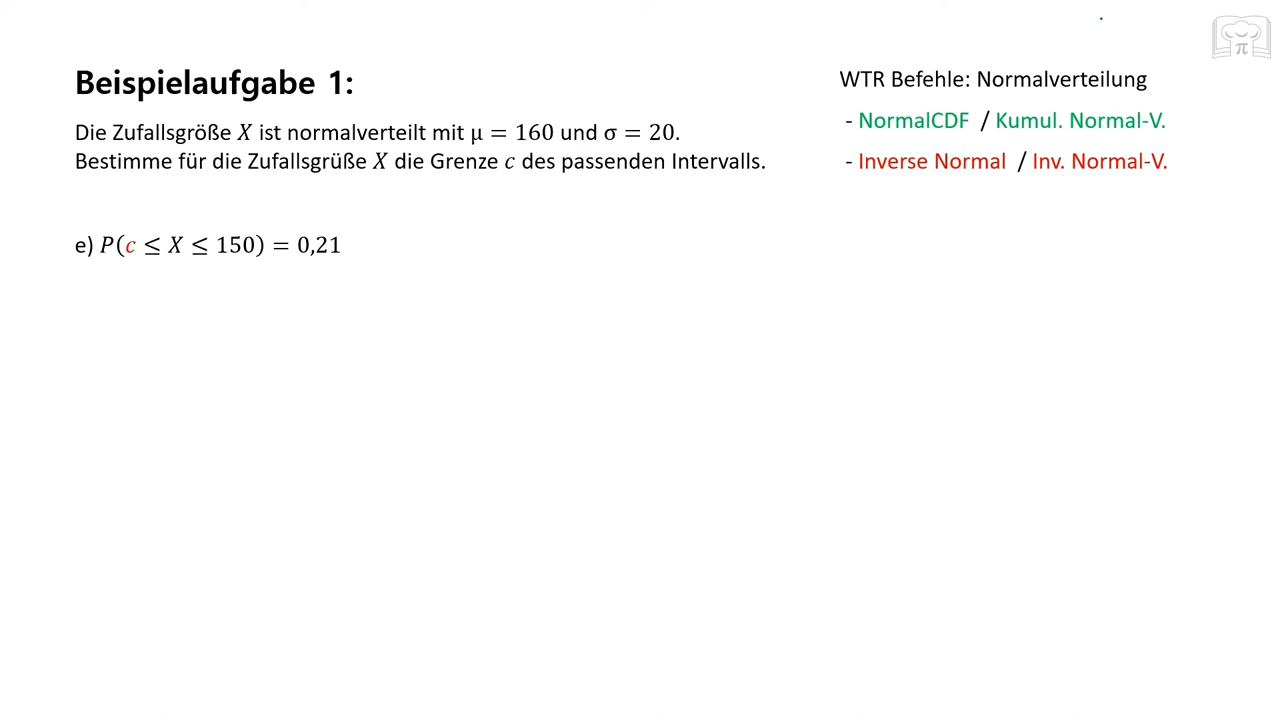 Beispielaufgabe 1:
Die Zufallsgröße X ist normalverteilt mit μ = 160 und σ = 20.
Bestimme für die Zufallsgrüße X die Grenze c des passenden Intervalls.
e) P(c ≤ X ≤ 150) = 0,21
WTR Befehle: Normalverteilung
- NormalCDF / Kumul. Normal-V.
- Inverse Normal / Inv. Normal-V.
π